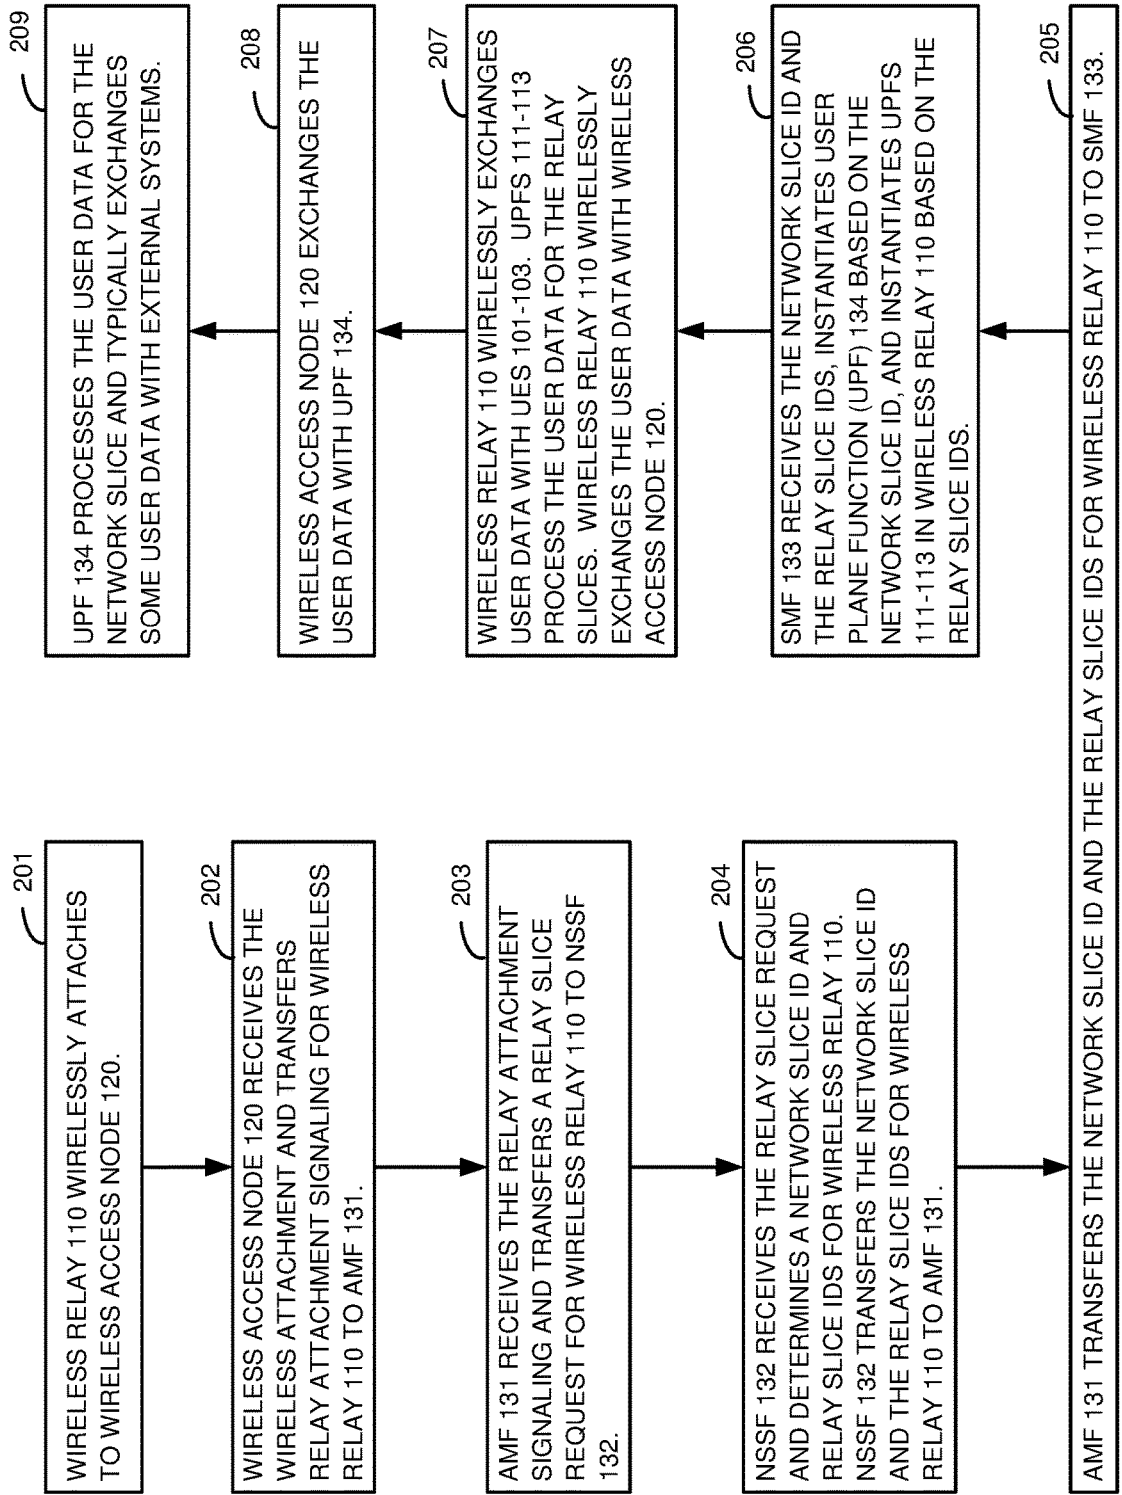 201
WIRELESS RELAY 110 WIRELESSLY ATTACHES
TO WIRELESS ACCESS NODE 120.
202
WIRELESS ACCESS NODE 120 RECEIVES THE
WIRELESS ATTACHMENT AND TRANSFERS
RELAY ATTACHMENT SIGNALING FOR WIRELESS
RELAY 110 TO AMF 131.
203
AMF 131 RECEIVES THE RELAY ATTACHMENT
SIGNALING AND TRANSFERS A RELAY SLICE
REQUEST FOR WIRELESS RELAY 110 TO NSSF
132.
204
NSSF 132 RECEIVES THE RELAY SLICE REQUEST
AND DETERMINES A NETWORK SLICE ID AND
RELAY SLICE IDS FOR WIRELESS RELAY 110.
NSSF 132 TRANSFERS THE NETWORK SLICE ID
AND THE RELAY SLICE IDS FOR WIRELESS
RELAY 110 TO AMF 131.
205
AMF 131 TRANSFERS THE NETWORK SLICE ID AND THE RELAY SLICE IDS FOR WIRELESS RELAY 110 TO SMF 133.
206
SMF 133 RECEIVES THE NETWORK SLICE ID AND
THE RELAY SLICE IDS, INSTANTIATES USER
PLANE FUNCTION (UPF) 134 BASED ON THE
NETWORK SLICE ID, AND INSTANTIATES UPFS
111-113 IN WIRELESS RELAY 110 BASED ON THE
RELAY SLICE IDS.
207
WIRELESS RELAY 110 WIRELESSLY EXCHANGES
USER DATA WITH UES 101-103. UPFS 111-113
PROCESS THE USER DATA FOR THE RELAY
SLICES. WIRELESS RELAY 110 WIRELESSLY
EXCHANGES THE USER DATA WITH WIRELESS
ACCESS NODE 120.
208
WIRELESS ACCESS NODE 120 EXCHANGES THE
USER DATA WITH UPF 134.
209
UPF 134 PROCESSES THE USER DATA FOR THE
NETWORK SLICE AND TYPICALLY EXCHANGES
SOME USER DATA WITH EXTERNAL SYSTEMS.